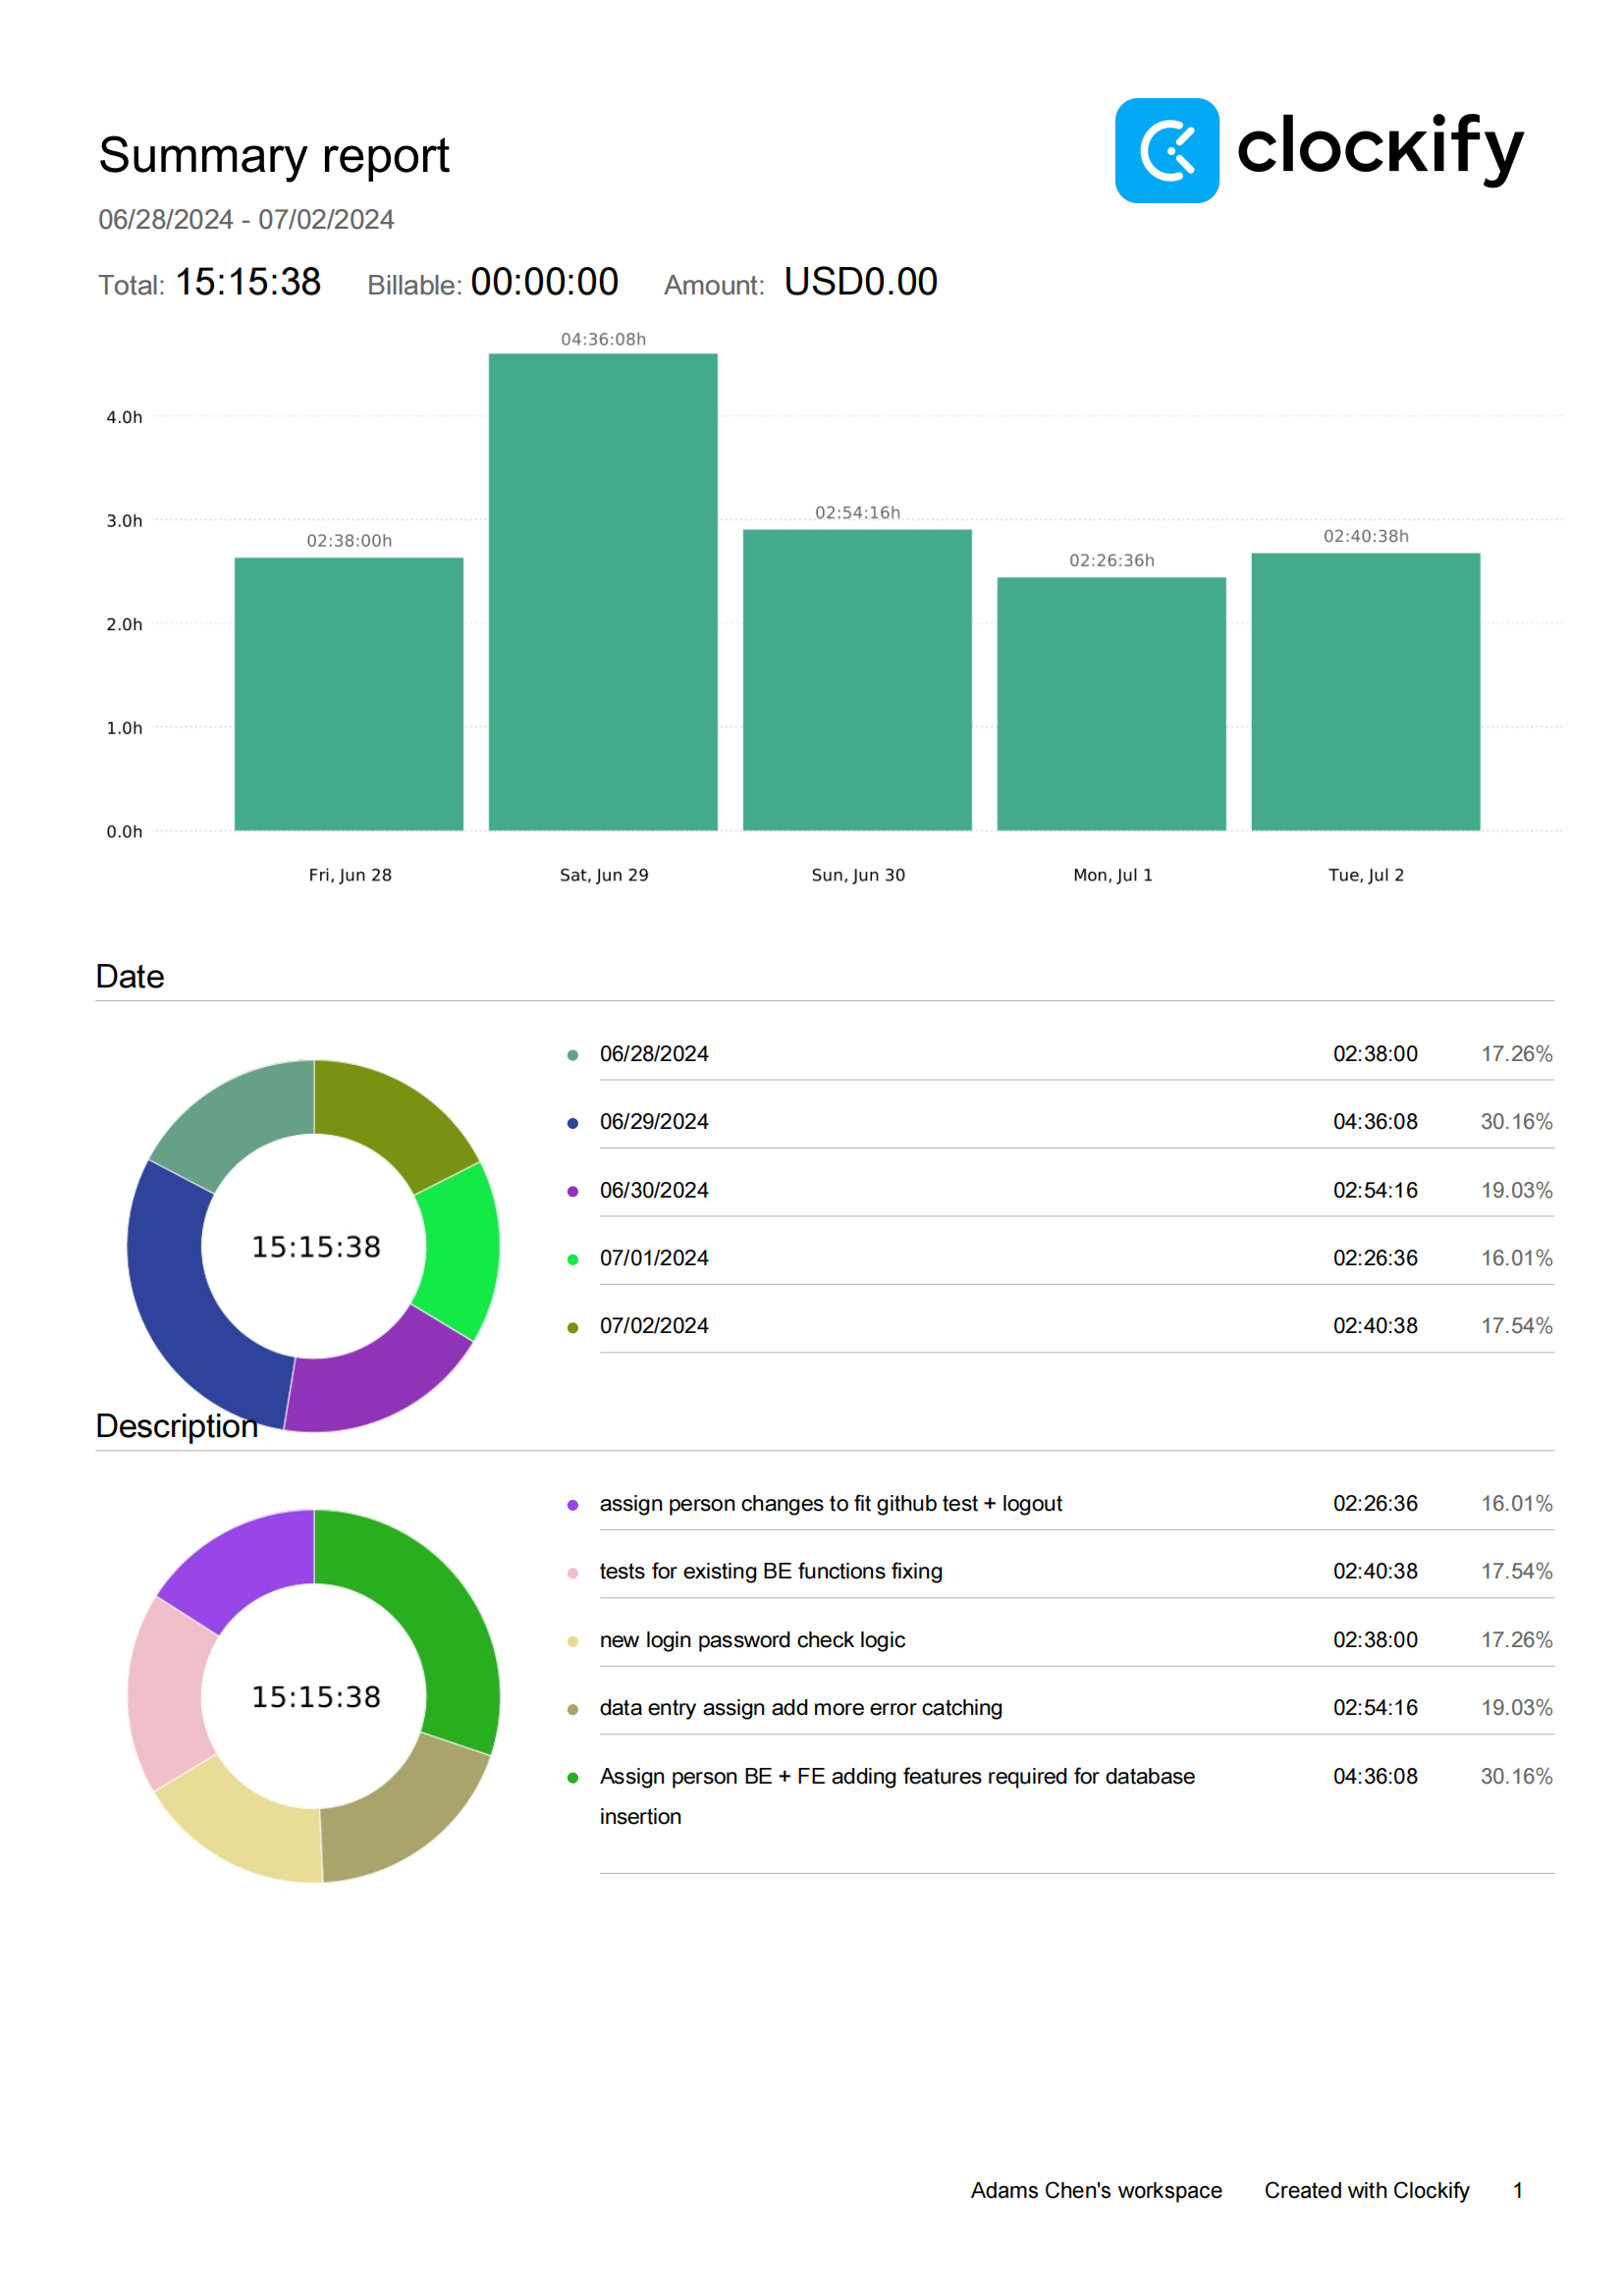 Summary report
clockify
06/28/2024 - 07/02/2024
Total: 15:15:38 Billable: 00:00:00 Amount: USD0.00
04:36:08h
4.0h
02:54:16h
3.0h
02:38:00h
02:40:38h
02:26:36h
2.0h
1.0h
0.0h
Fri, Jun 28 Sat, Jun 29 Sun, Jun 30 Mon, Jul 1 Tue, Jul 2
Date
06/28/2024 02:38:00 17.26%
06/29/2024 04:36:08 30.16%
06/30/2024 02:54:16 19.03%
15:15:38
07/01/2024 02:26:36 16.01%
07/02/2024 02:40:38 17.54%
Description
assign person changes to fit github test + logout 02:26:36 16.01%
tests for existing BE functions fixing 02:40:38 17.54%
new login password check logic 02:38:00 17.26%
15:15:38
data entry assign add more error catching 02:54:16 19.03%
Assign person BE + FE adding features required for database 04:36:08 30.16%
insertion
Adams Chen's workspace Created with Clockify 1